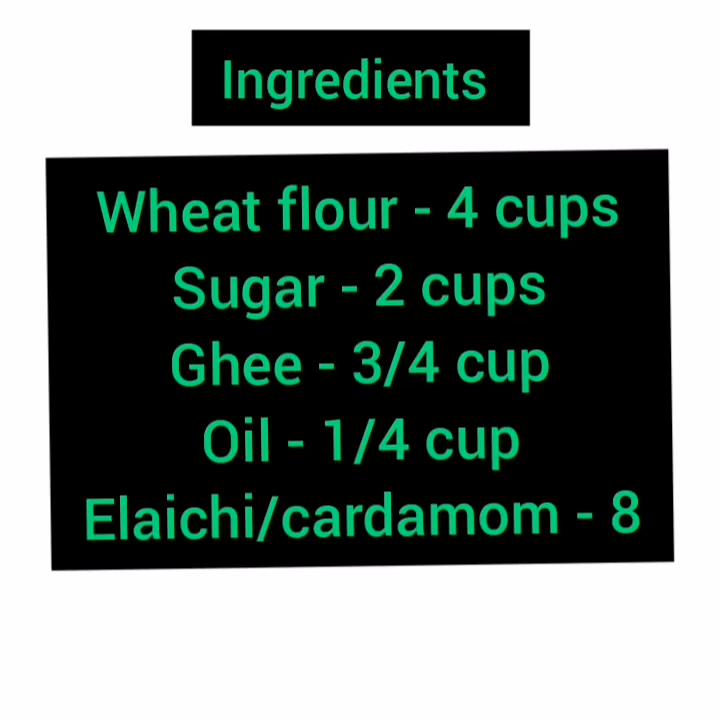 Ingredients
Wheat flour - 4 cups
Sugar - 2 cups
Ghee - 3/4 cup
Oil - 1/4 cup
Elaichi/cardamom - 8